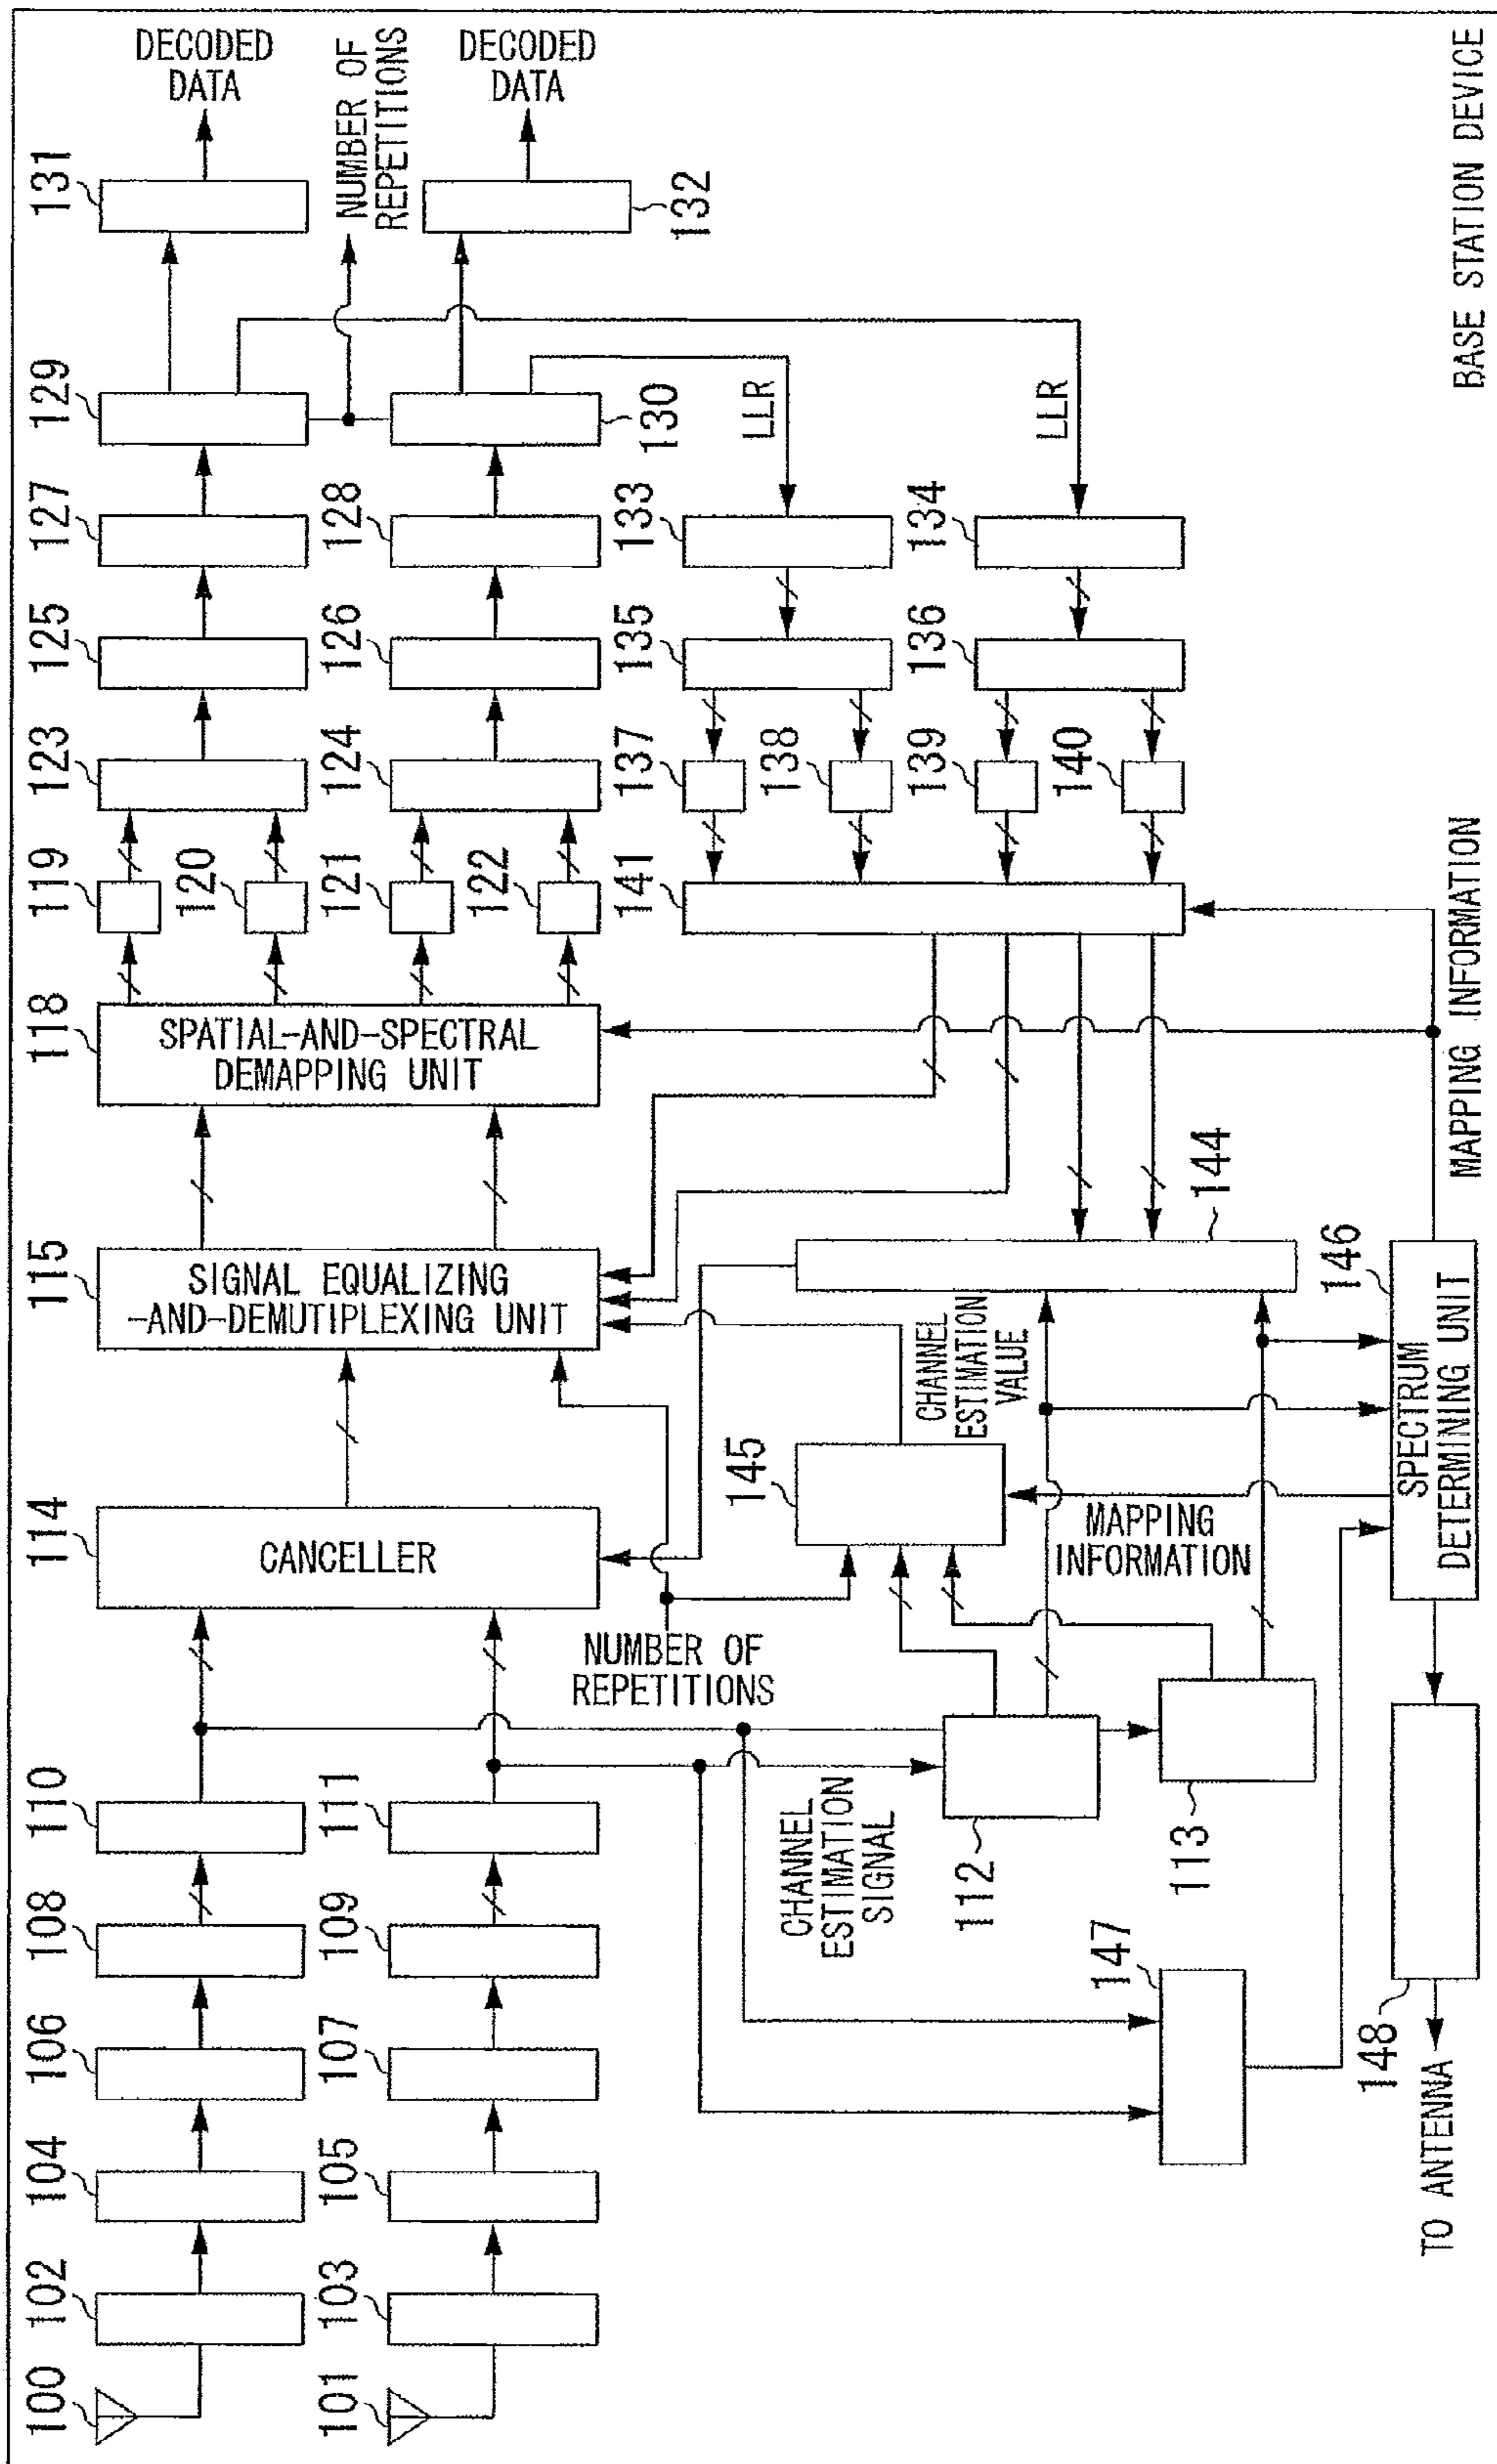 100
102
104
106
108
110
114
CANCELLER
115
SIGNAL EQUALIZING
-AND-DEMUTIPLEXING UNIT
118
SPATIAL-AND-SPECTRAL
DEMAPPING UNIT
119
120
121
122
123
124
125
126
127
128
129
130
131
132
DECODED
DATA
NUMBER OF
REPETITIONS
DECODED
DATA
101
103
105
107
109
111
NUMBER OF
REPETITIONS
CHANNEL
ESTIMATION
SIGNAL
112
113
145
MAPPING
INFORMATION
CHANNEL
ESTIMATION
VALUE
144
141
137
138
139
140
135
136
133
134
LLR
LLR
147
146
SPECTRUM
DETERMINING UNIT
148
TO ANTENNA
MAPPING INFORMATION
BASE STATION DEVICE